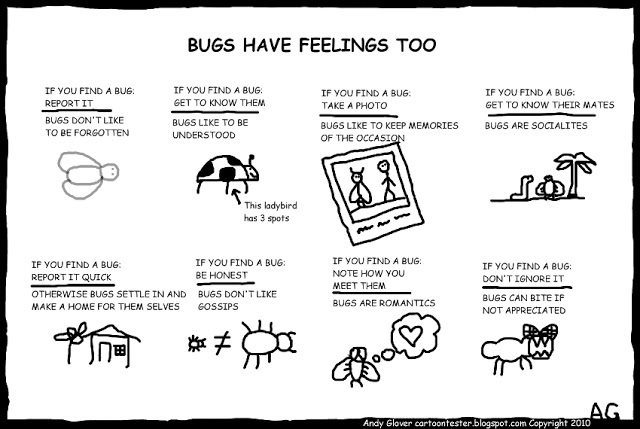 BUGS HAVE FEELINGS TOO
IF YOU FIND A BUG:
REPORT IT
BUGS DON'T LIKE
TO BE FORGOTTEN
IF YOU FIND A BUG:
GET TO KNOW THEM
BUGS LIKE TO BE
UNDERSTOOD
This ladybird
has 3 spots
IF YOU FIND A BUG:
TAKE A PHOTO
BUGS LIKE TO KEEP MEMORIES
OF THE OCCASION
IF YOU FIND A BUG:
GET TO KNOW THEIR MATES
BUGS ARE SOCIALITES
IF YOU FIND A BUG:
REPORT IT QUICK
OTHERWISE BUGS SETTLE IN AND
MAKE A HOME FOR THEM SELVES
IF YOU FIND A BUG:
BE HONEST
BUGS DON'T LIKE
GOSSIPS
≠
IF YOU FIND A BUG:
NOTE HOW YOU
MEET THEM
BUGS ARE ROMANTICS
IF YOU FIND A BUG:
DON'T IGNORE IT
BUGS CAN BITE IF
NOT APPRECIATED
AG
Andy Glover cartoontester.blogspot.com Copyright 2010